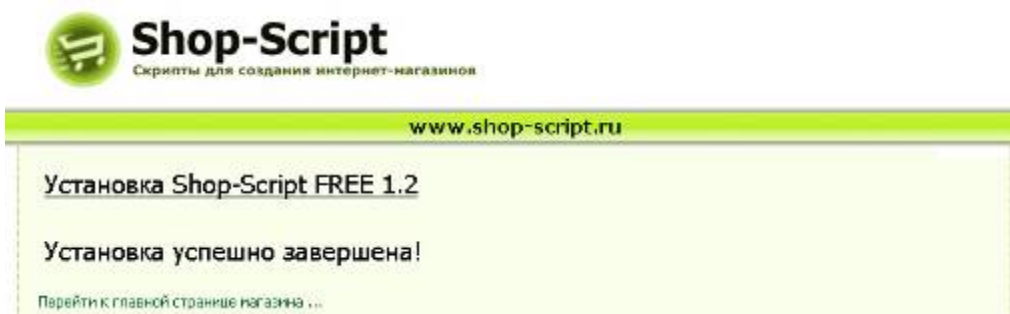 Shop-Script
Скрипты для создания интернет-магазинов
www.shop-script.ru
Установка Shop-Script FREE 1.2
Установка успешно завершена!
Перейти к главной странице магазина ...